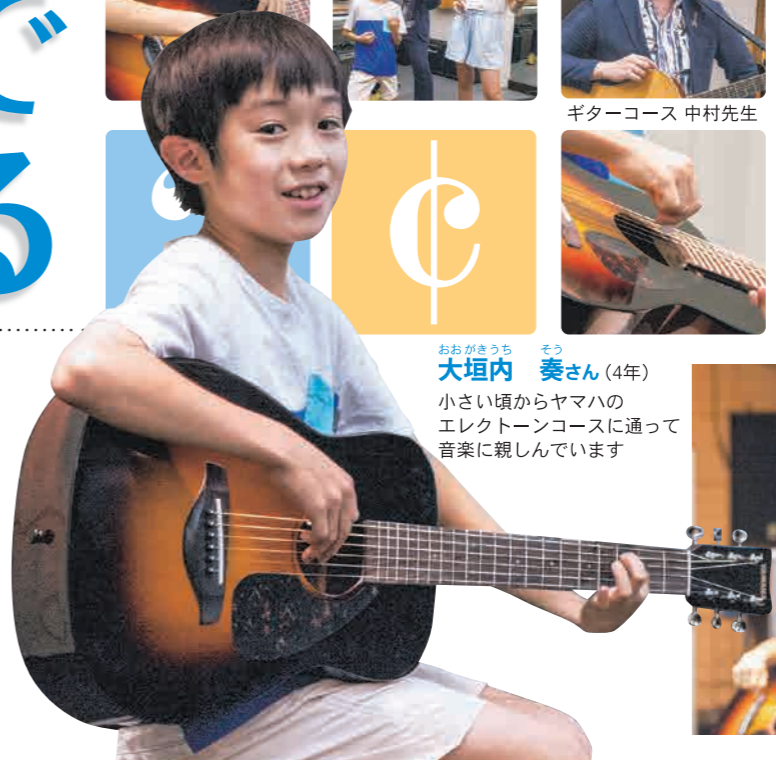 で
る
ギターコース 中村先生
おおがきうち そう
大垣内 奏さん（4年）
小さい頃からヤマハの
エレクトーンコースに通って
音楽に親しんでいます